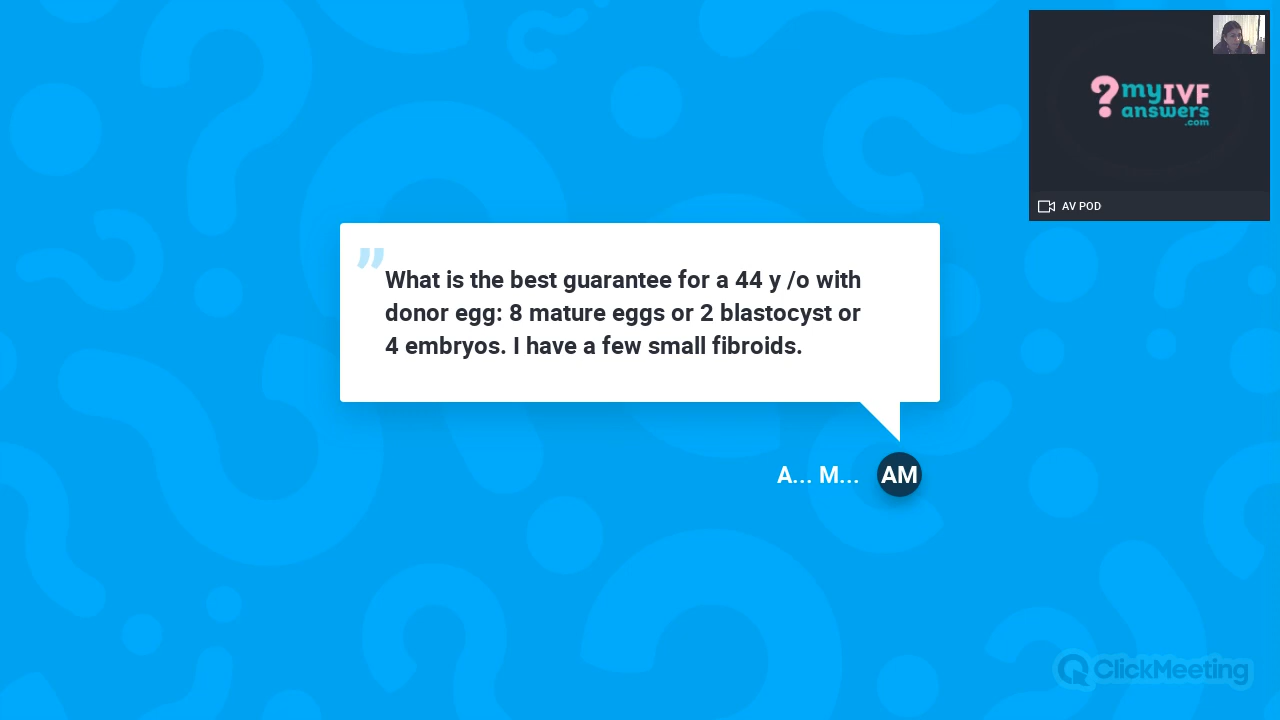 ?myIVF
answers
.com
AV POD
" What is the best guarantee for a 44 y /o with
donor egg: 8 mature eggs or 2 blastocyst or
4 embryos. I have a few small fibroids.
A... M... AM
ClickMeeting